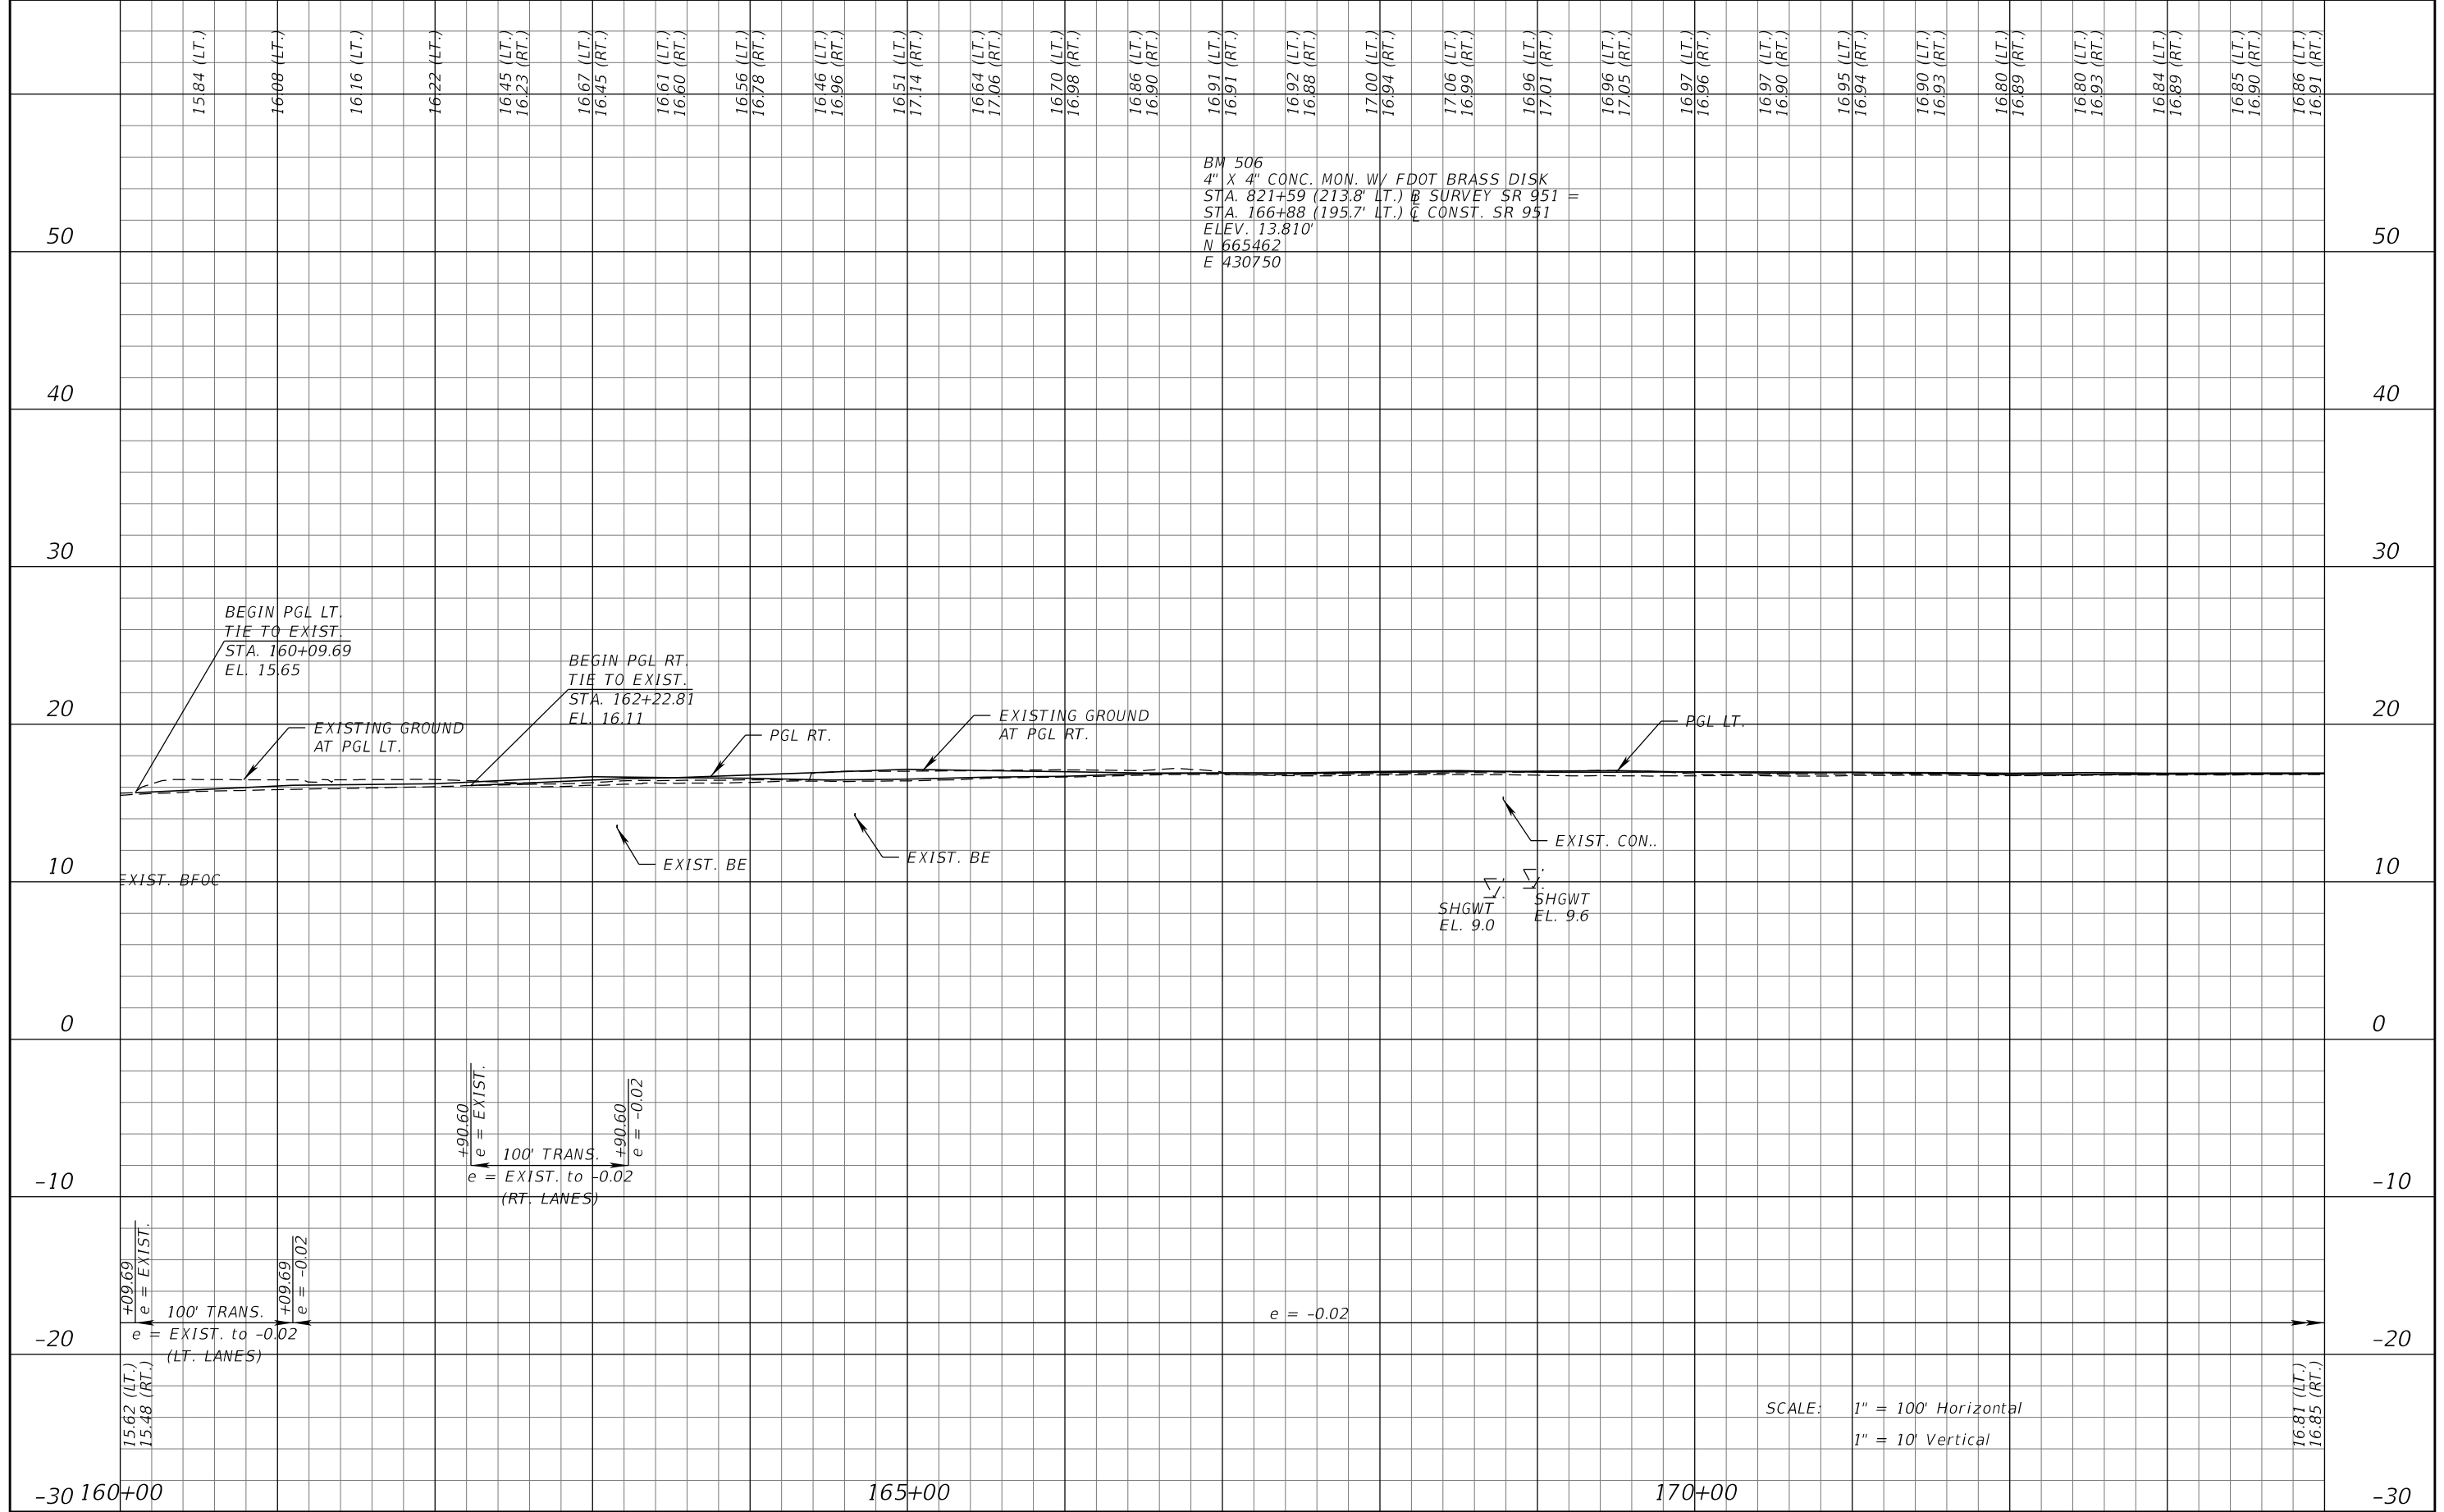 15.84 (LT.)
16.08 (LT.)
16.16 (LT.)
16.22 (LT.)
16.45 (LT.)
16.23 (RT.)
16.67 (LT.)
16.45 (RT.)
16.61 (LT.)
16.60 (RT.)
16.56 (LT.)
16.78 (RT.)
16.46 (LT.)
16.96 (RT.)
16.51 (LT.)
17.14 (RT.)
16.64 (LT.)
17.06 (RT.)
16.70 (LT.)
16.98 (RT.)
16.86 (LT.)
16.90 (RT.)
16.91 (LT.)
16.91 (RT.)
16.92 (LT.)
16.88 (RT.)
17.00 (LT.)
16.94 (RT.)
17.06 (LT.)
16.99 (RT.)
16.96 (LT.)
17.01 (RT.)
16.96 (LT.)
17.05 (RT.)
16.97 (LT.)
16.96 (RT.)
16.97 (LT.)
16.90 (RT.)
16.95 (LT.)
16.94 (RT.)
16.90 (LT.)
16.93 (RT.)
16.80 (LT.)
16.89 (RT.)
16.80 (LT.)
16.93 (RT.)
16.84 (LT.)
16.89 (RT.)
16.85 (LT.)
16.90 (RT.)
16.86 (LT.)
16.91 (RT.)
BM 506
4" X 4" CONC. MON. W/ FDOT BRASS DISK
STA. 821+59 (213.8' LT.) BL SURVEY SR 951 =
STA. 166+88 (195.7' LT.) CL CONST. SR 951
ELEV. 13.810'
N 665462
E 430750
50
50
40
40
30
30
BEGIN PGL LT.
TIE TO EXIST.
STA. 160+09.69
EL. 15.65
BEGIN PGL RT.
TIE TO EXIST.
STA. 162+22.81
EL. 16.11
20
20
EXISTING GROUND
AT PGL LT.
PGL RT.
EXISTING GROUND
AT PGL RT.
PGL LT.
EXIST. BE
EXIST. BE
EXIST. CON..
10
10
EXIST. BFOC
SHGWT
EL. 9.0
SHGWT
EL. 9.6
0
0
+90.60
e = EXIST.
+90.60
e = -0.02
100' TRANS.
e = EXIST. to -0.02
(RT. LANES)
-10
-10
+09.69
e = EXIST.
+09.69
e = -0.02
100' TRANS.
e = EXIST. to -0.02
(LT. LANES)
e = -0.02
-20
-20
15.62 (LT.)
15.48 (RT.)
16.81 (LT.)
16.85 (RT.)
SCALE: 1" = 100' Horizontal
1" = 10' Vertical
-30
160+00
165+00
170+00
-30